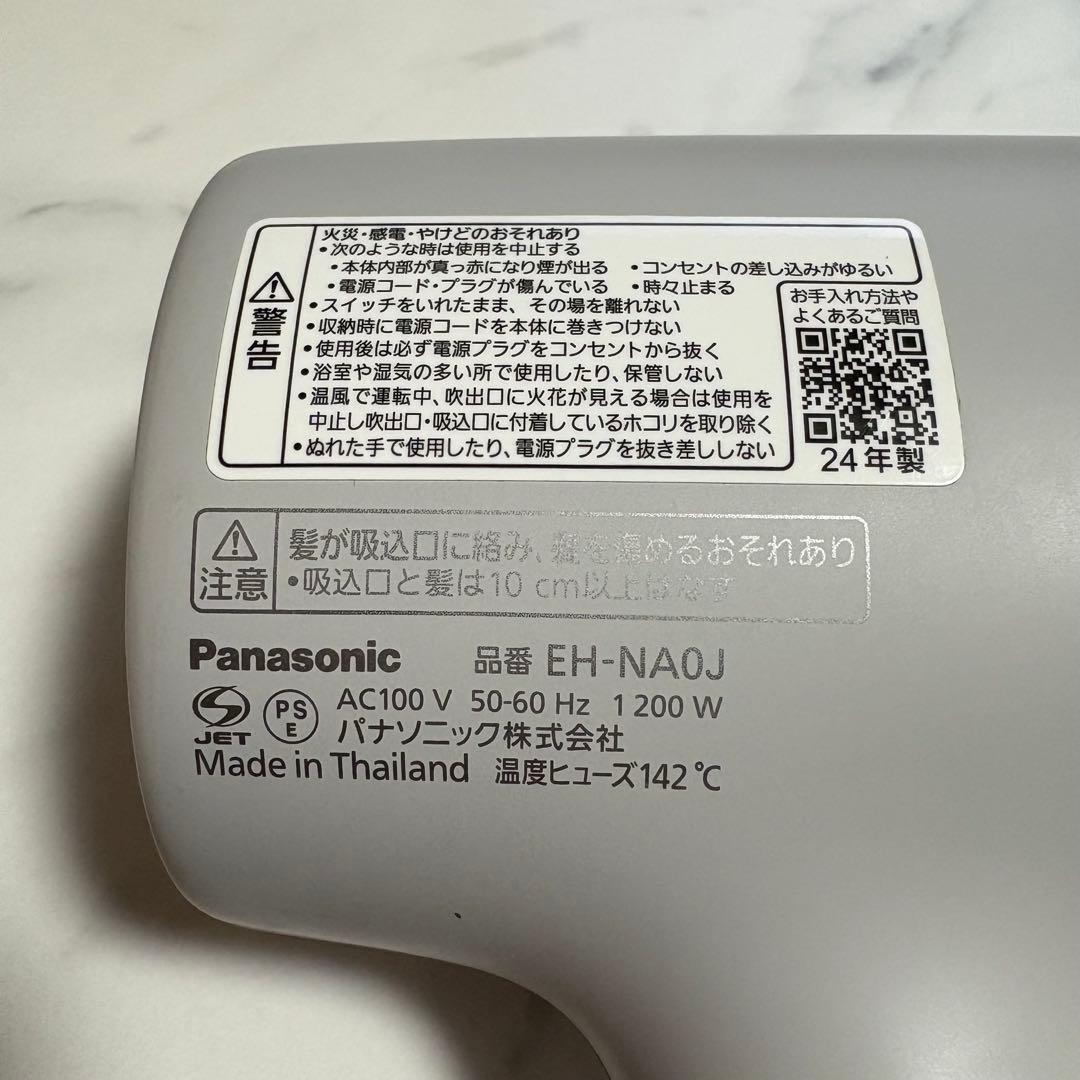 警告
火災・感電・やけどのおそれあり
•次のような時は使用を中止する
•本体内部が真っ赤になり煙が出る •コンセントの差し込みがゆるい
•電源コード・プラグが傷んでいる •時々止まる
•スイッチをいれたまま、その場を離れない
•収納時に電源コードを本体に巻きつけない
•使用後は必ず電源プラグをコンセントから抜く
•浴室や湿気の多い所で使用したり、保管しない
•温風で運転中、吹出口に火花が見える場合は使用を
中止し吹出口・吸込口に付着しているホコリを取り除く
•ぬれた手で使用したり、電源プラグを抜き差ししない
お手入れ方法や
よくあるご質問
24年製
注意
髪が吸込口に絡み、髪を傷めるおそれあり
•吸込口と髪は10 cm以上はなす
Panasonic 品番 EH-NA0J
JET PS E AC100 V 50-60 Hz 1 200 W
パナソニック株式会社
Made in Thailand 温度ヒューズ142℃